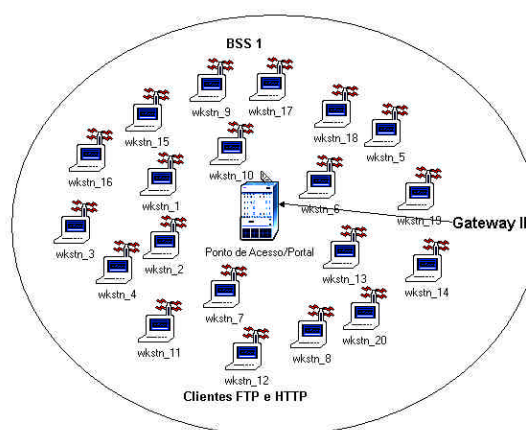 BSS 1
wkstn_9
wkstn_17
wkstn_15
wkstn_18
wkstn_5
wkstn_16
wkstn_10
wkstn_1
wkstn_6
wkstn_19
Gateway II
wkstn_3
wkstn_2
Ponto de Acesso/Portal
wkstn_4
wkstn_13
wkstn_14
wkstn_7
wkstn_11
wkstn_8
wkstn_20
wkstn_12
Clientes FTP e HTTP